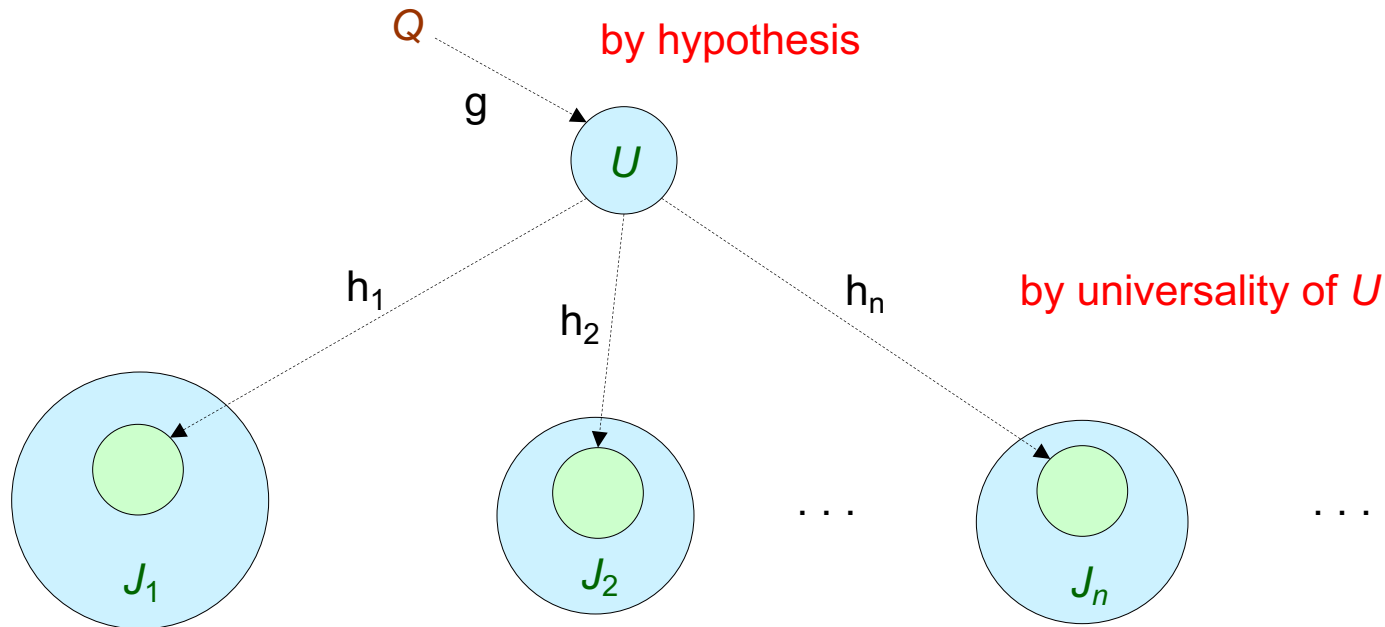 Q
by hypothesis
g
U
h₁
h₂
hₙ
by universality of U
. . .
. . .
J₁
J₂
Jₙ